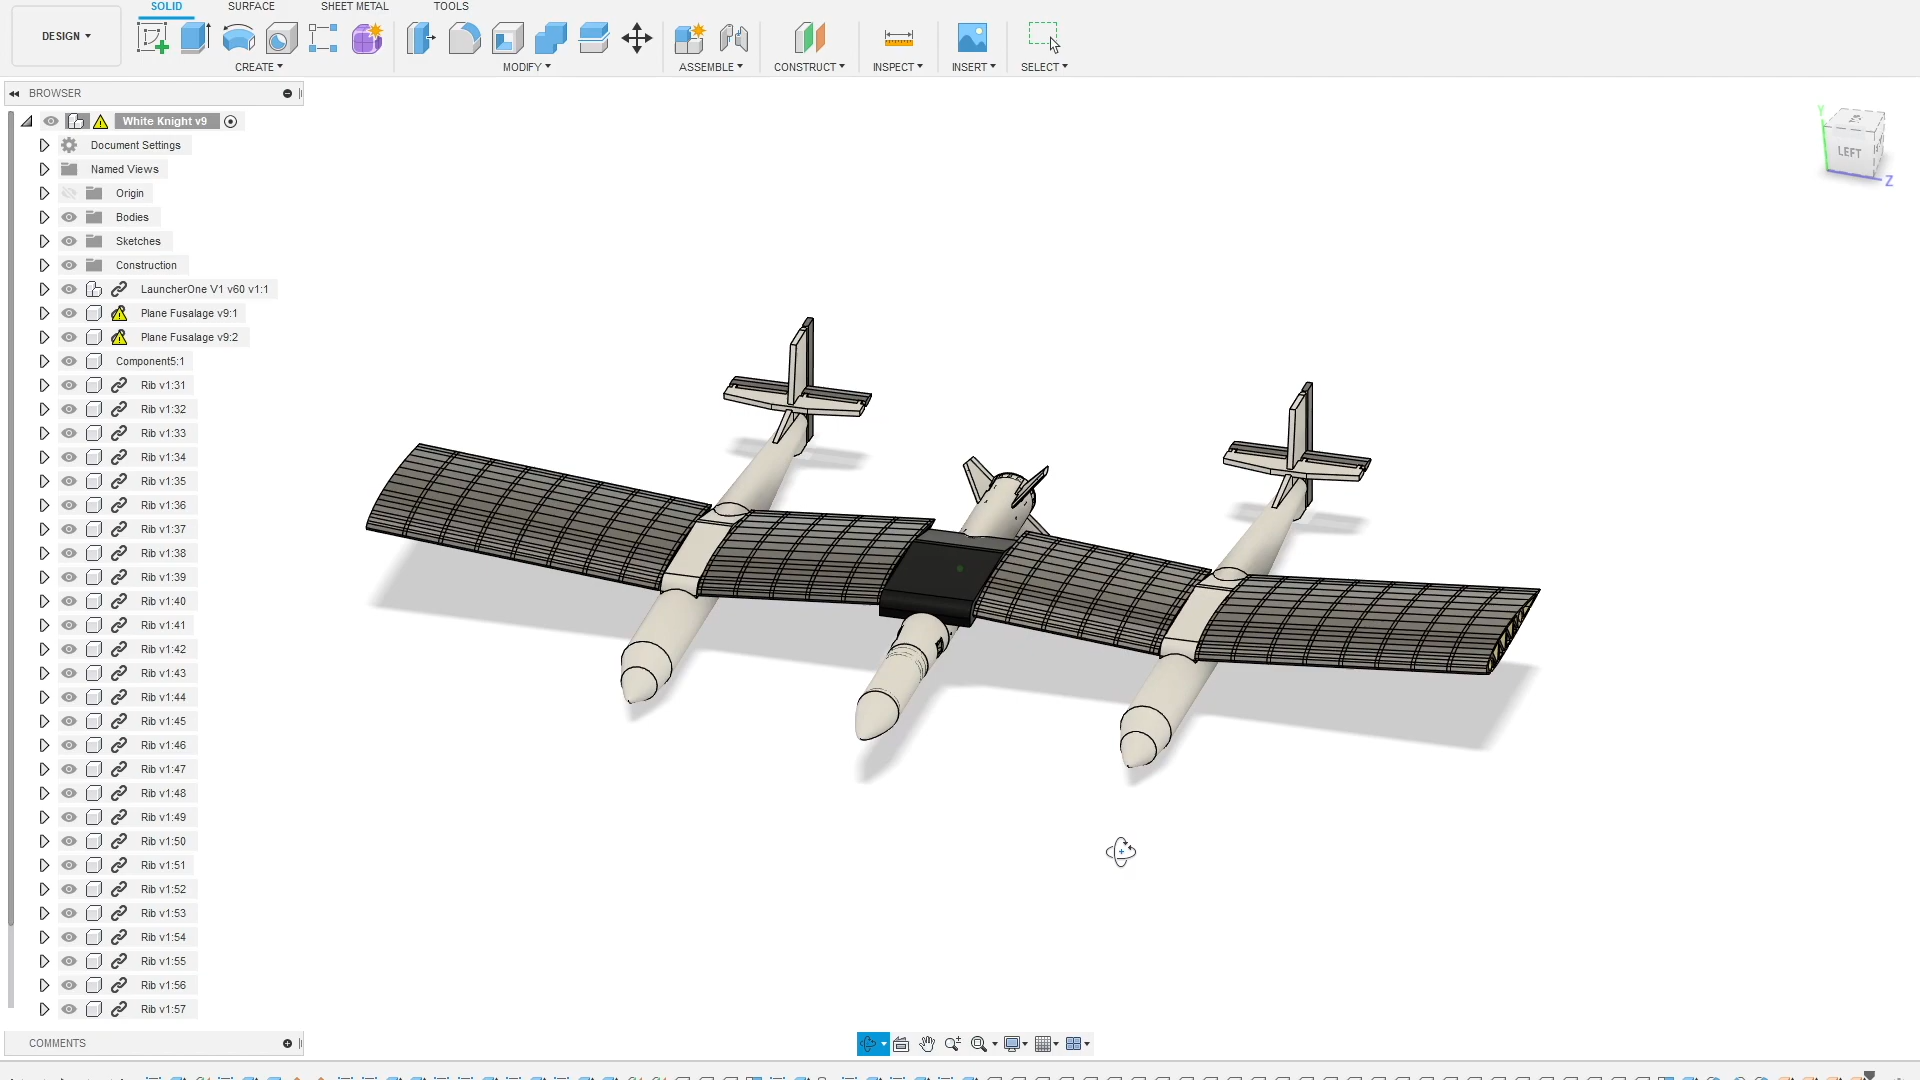 SOLID SURFACE SHEET METAL TOOLS
DESIGN
CREATE MODIFY ASSEMBLE CONSTRUCT INSPECT INSERT SELECT
BROWSER
White Knight v9
Document Settings
Named Views
Origin
Bodies
Sketches
Construction
LauncherOne V1 v60 v1:1
Plane Fusalage v9:1
Plane Fusalage v9:2
Component5:1
Rib v1:31
Rib v1:32
Rib v1:33
Rib v1:34
Rib v1:35
Rib v1:36
Rib v1:37
Rib v1:38
Rib v1:39
Rib v1:40
Rib v1:41
Rib v1:42
Rib v1:43
Rib v1:44
Rib v1:45
Rib v1:46
Rib v1:47
Rib v1:48
Rib v1:49
Rib v1:50
Rib v1:51
Rib v1:52
Rib v1:53
Rib v1:54
Rib v1:55
Rib v1:56
Rib v1:57
COMMENTS
Y
LEFT
Z